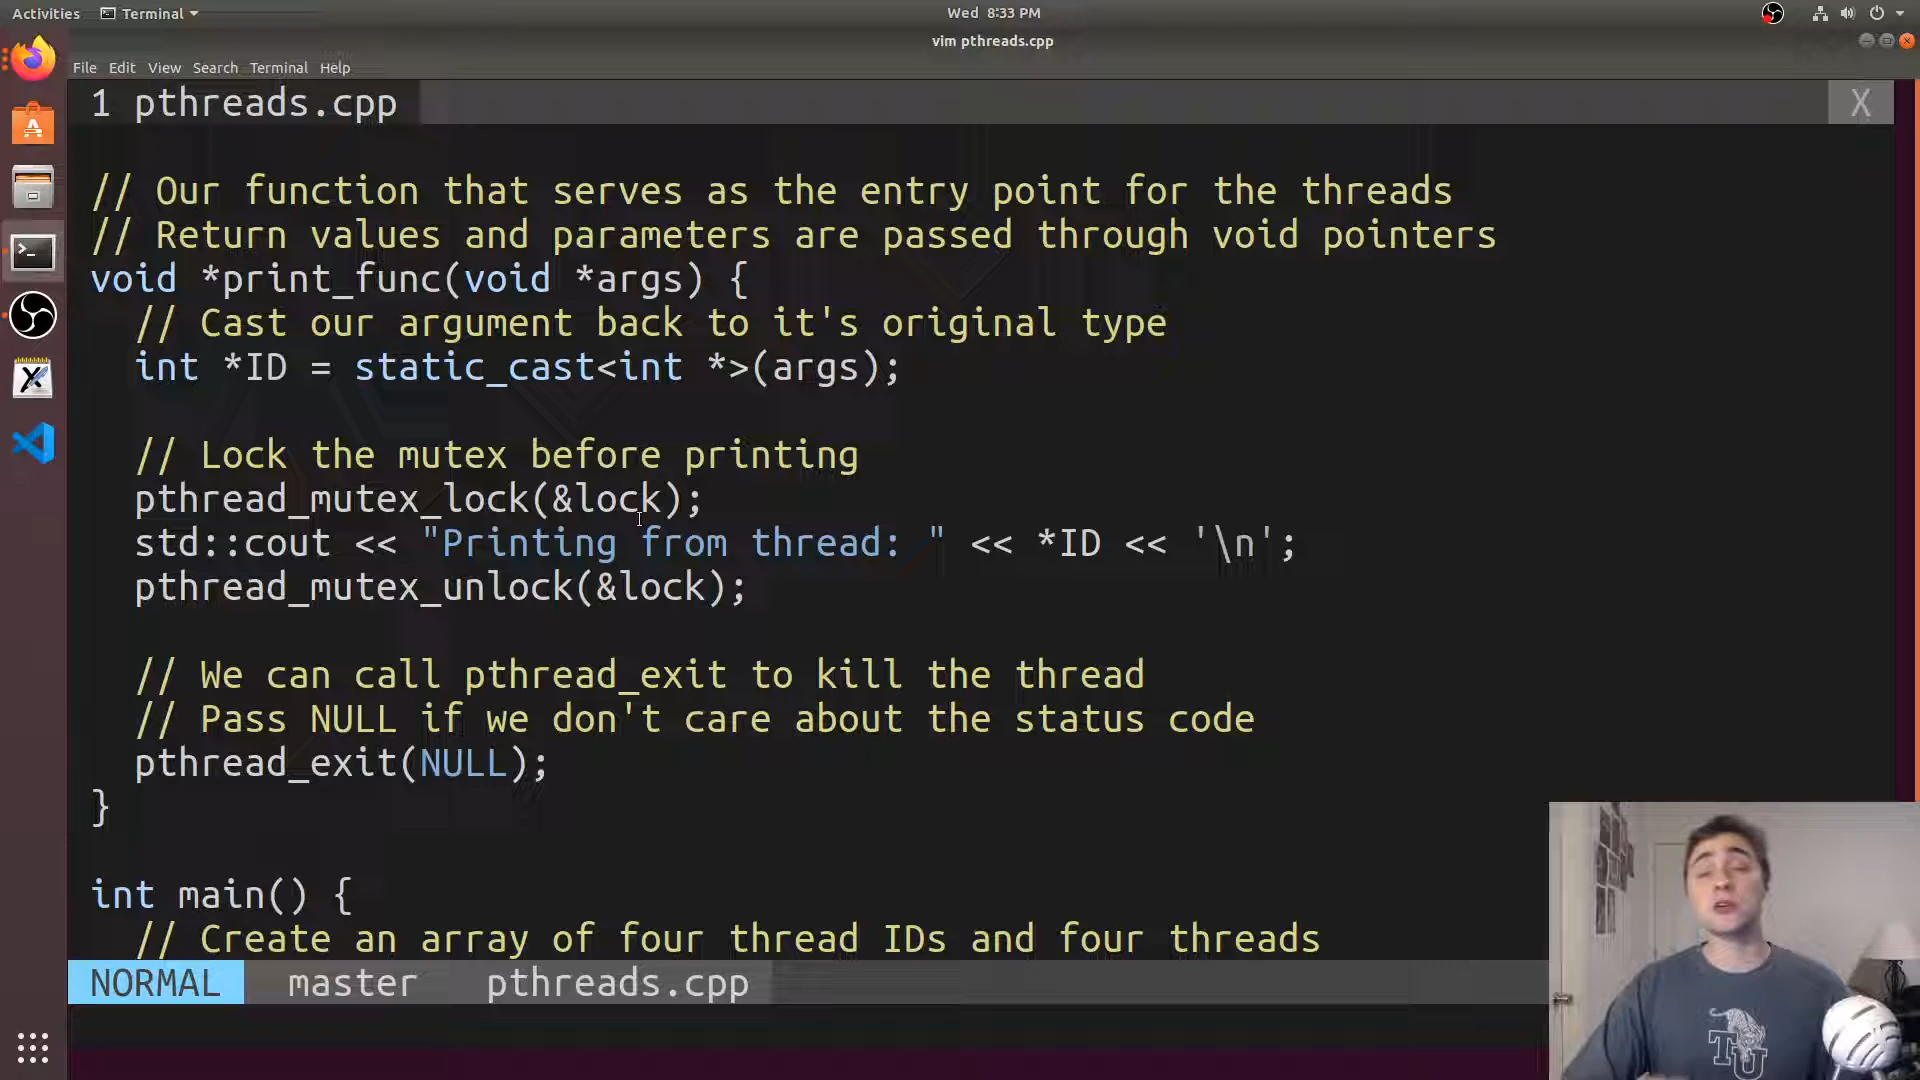 Activities Terminal Wed 8:33 PM
vim pthreads.cpp
File Edit View Search Terminal Help
1 pthreads.cpp X
// Our function that serves as the entry point for the threads
// Return values and parameters are passed through void pointers
void *print_func(void *args) {
// Cast our argument back to it's original type
int *ID = static_cast<int *>(args);
// Lock the mutex before printing
pthread_mutex_lock(&lock);
std::cout << "Printing from thread: " << *ID << '\n';
pthread_mutex_unlock(&lock);
// We can call pthread_exit to kill the thread
// Pass NULL if we don't care about the status code
pthread_exit(NULL);
}
int main() {
// Create an array of four thread IDs and four threads
NORMAL master pthreads.cpp
TU